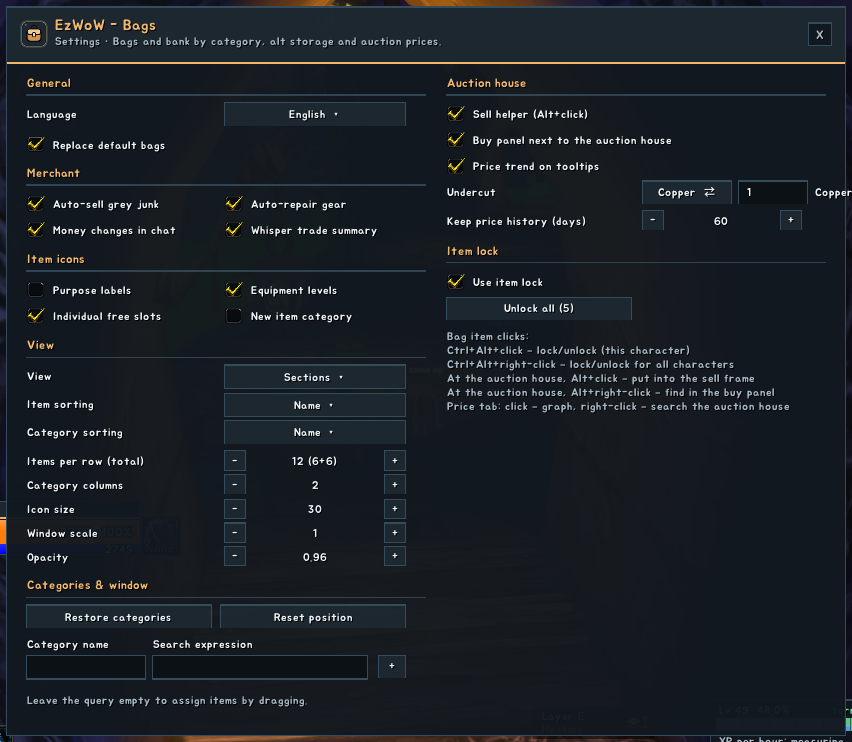 EzWoW - Bags
Settings · Bags and bank by category, alt storage and auction prices.
X
General
Language
English
Replace default bags
Merchant
Auto-sell grey junk
Auto-repair gear
Money changes in chat
Whisper trade summary
Item icons
Purpose labels
Equipment levels
Individual free slots
New item category
View
View
Sections
Item sorting
Name
Category sorting
Name
Items per row (total)
- 12 (6+6) +
Category columns
- 2 +
Icon size
- 30 +
Window scale
- 1 +
Opacity
- 0.96 +
Categories & window
Restore categories
Reset position
Category name
Search expression
+
Leave the query empty to assign items by dragging.
Auction house
Sell helper (Alt+click)
Buy panel next to the auction house
Price trend on tooltips
Undercut
Copper ⇄
1
Copper
Keep price history (days)
- 60 +
Item lock
Use item lock
Unlock all (5)
Bag item clicks:
Ctrl+Alt+click - lock/unlock (this character)
Ctrl+Alt+right-click - lock/unlock for all characters
At the auction house, Alt+click - put into the sell frame
At the auction house, Alt+right-click - find in the buy panel
Price tab: click - graph, right-click - search the auction house
XP per hour: measuring